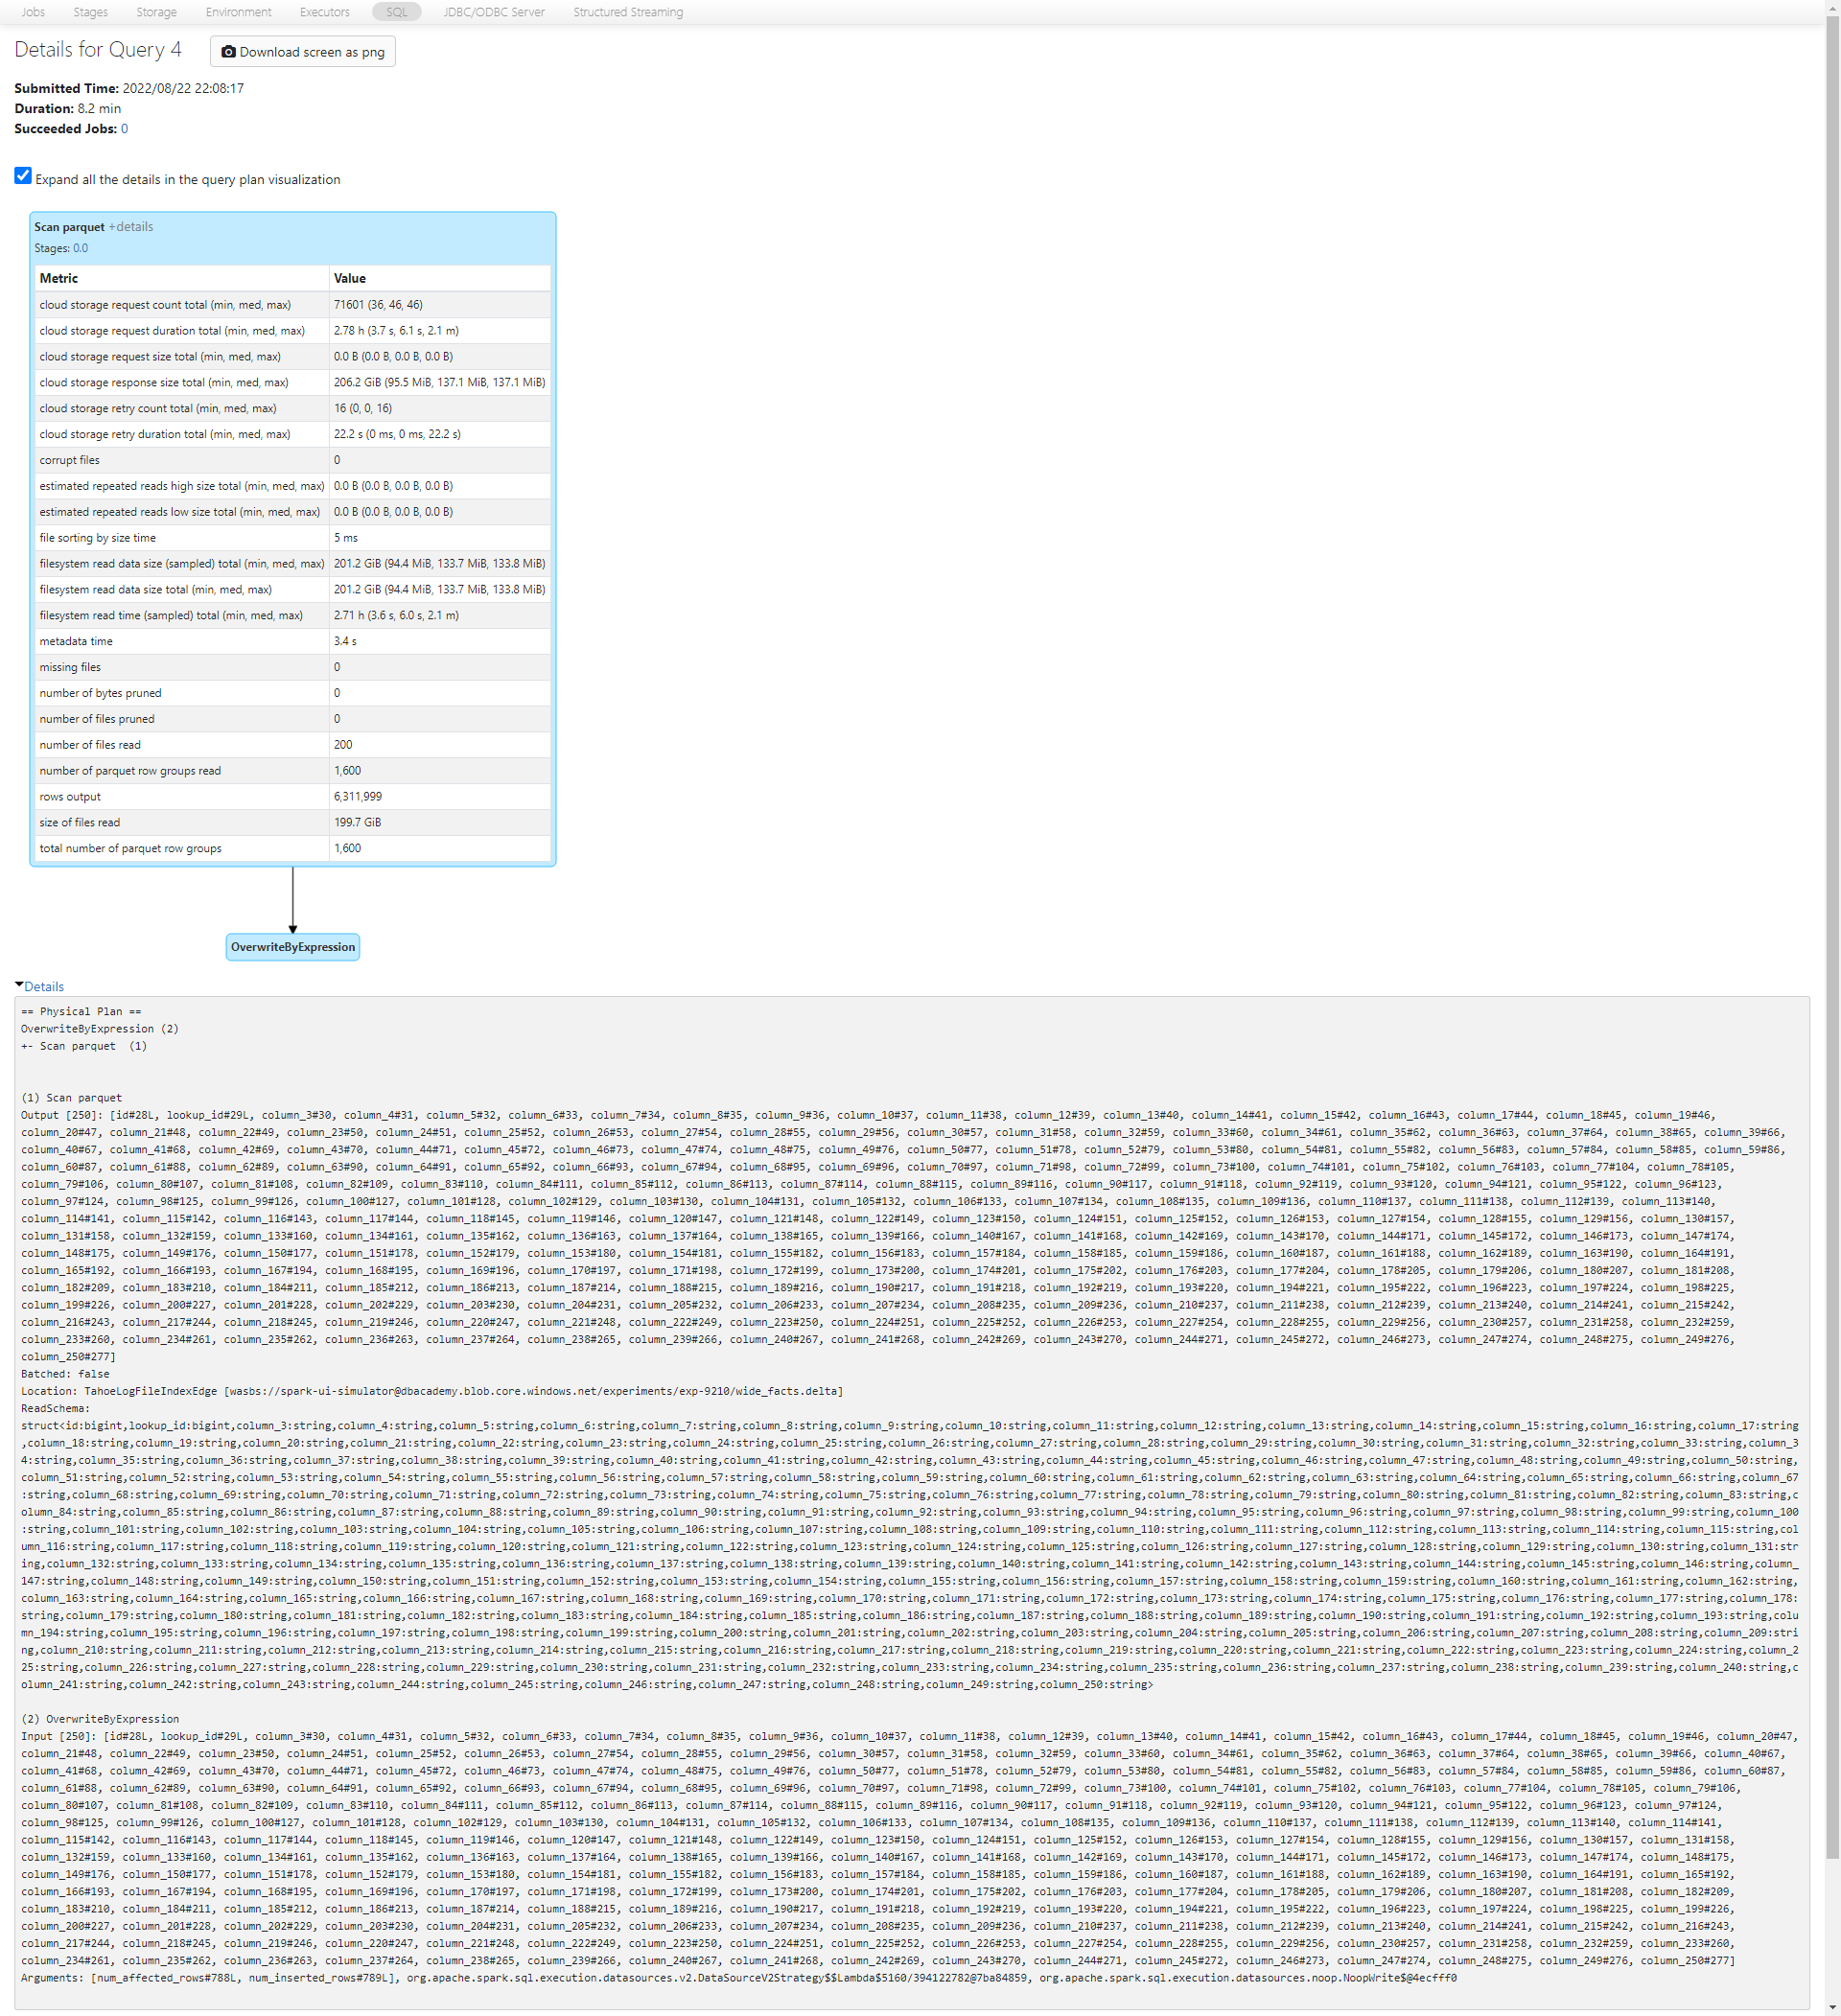 Jobs Stages Storage Environment Executors SQL JDBC/ODBC Server Structured Streaming
Details for Query 4 Download screen as png
Submitted Time: 2022/08/22 22:08:17
Duration: 8.2 min
Succeeded Jobs: 0
Expand all the details in the query plan visualization
Scan parquet +details
Stages: 0.0
Metric Value
cloud storage request count total (min, med, max) 71601 (36, 46, 46)
cloud storage request duration total (min, med, max) 2.78 h (3.7 s, 6.1 s, 2.1 m)
cloud storage request size total (min, med, max) 0.0 B (0.0 B, 0.0 B, 0.0 B)
cloud storage response size total (min, med, max) 206.2 GiB (95.5 MiB, 137.1 MiB, 137.1 MiB)
cloud storage retry count total (min, med, max) 16 (0, 0, 16)
cloud storage retry duration total (min, med, max) 22.2 s (0 ms, 0 ms, 22.2 s)
corrupt files 0
estimated repeated reads high size total (min, med, max) 0.0 B (0.0 B, 0.0 B, 0.0 B)
estimated repeated reads low size total (min, med, max) 0.0 B (0.0 B, 0.0 B, 0.0 B)
file sorting by size time 5 ms
filesystem read data size (sampled) total (min, med, max) 201.2 GiB (94.4 MiB, 133.7 MiB, 133.8 MiB)
filesystem read data size total (min, med, max) 201.2 GiB (94.4 MiB, 133.7 MiB, 133.8 MiB)
filesystem read time (sampled) total (min, med, max) 2.71 h (3.6 s, 6.0 s, 2.1 m)
metadata time 3.4 s
missing files 0
number of bytes pruned 0
number of files pruned 0
number of files read 200
number of parquet row groups read 1,600
rows output 6,311,999
size of files read 199.7 GiB
total number of parquet row groups 1,600
OverwriteByExpression
Details
== Physical Plan ==
OverwriteByExpression (2)
+- Scan parquet  (1)
(1) Scan parquet
Output [250]: [id#28L, lookup_id#29L, column_3#30, column_4#31, column_5#32, column_6#33, column_7#34, column_8#35, column_9#36, column_10#37, column_11#38, column_12#39, column_13#40, column_14#41, column_15#42, column_16#43, column_17#44, column_18#45, column_19#46,
column_20#47, column_21#48, column_22#49, column_23#50, column_24#51, column_25#52, column_26#53, column_27#54, column_28#55, column_29#56, column_30#57, column_31#58, column_32#59, column_33#60, column_34#61, column_35#62, column_36#63, column_37#64, column_38#65, column_39#66,
column_40#67, column_41#68, column_42#69, column_43#70, column_44#71, column_45#72, column_46#73, column_47#74, column_48#75, column_49#76, column_50#77, column_51#78, column_52#79, column_53#80, column_54#81, column_55#82, column_56#83, column_57#84, column_58#85, column_59#86,
column_60#87, column_61#88, column_62#89, column_63#90, column_64#91, column_65#92, column_66#93, column_67#94, column_68#95, column_69#96, column_70#97, column_71#98, column_72#99, column_73#100, column_74#101, column_75#102, column_76#103, column_77#104, column_78#105,
column_79#106, column_80#107, column_81#108, column_82#109, column_83#110, column_84#111, column_85#112, column_86#113, column_87#114, column_88#115, column_89#116, column_90#117, column_91#118, column_92#119, column_93#120, column_94#121, column_95#122, column_96#123,
column_97#124, column_98#125, column_99#126, column_100#127, column_101#128, column_102#129, column_103#130, column_104#131, column_105#132, column_106#133, column_107#134, column_108#135, column_109#136, column_110#137, column_111#138, column_112#139, column_113#140,
column_114#141, column_115#142, column_116#143, column_117#144, column_118#145, column_119#146, column_120#147, column_121#148, column_122#149, column_123#150, column_124#151, column_125#152, column_126#153, column_127#154, column_128#155, column_129#156, column_130#157,
column_131#158, column_132#159, column_133#160, column_134#161, column_135#162, column_136#163, column_137#164, column_138#165, column_139#166, column_140#167, column_141#168, column_142#169, column_143#170, column_144#171, column_145#172, column_146#173, column_147#174,
column_148#175, column_149#176, column_150#177, column_151#178, column_152#179, column_153#180, column_154#181, column_155#182, column_156#183, column_157#184, column_158#185, column_159#186, column_160#187, column_161#188, column_162#189, column_163#190, column_164#191,
column_165#192, column_166#193, column_167#194, column_168#195, column_169#196, column_170#197, column_171#198, column_172#199, column_173#200, column_174#201, column_175#202, column_176#203, column_177#204, column_178#205, column_179#206, column_180#207, column_181#208,
column_182#209, column_183#210, column_184#211, column_185#212, column_186#213, column_187#214, column_188#215, column_189#216, column_190#217, column_191#218, column_192#219, column_193#220, column_194#221, column_195#222, column_196#223, column_197#224, column_198#225,
column_199#226, column_200#227, column_201#228, column_202#229, column_203#230, column_204#231, column_205#232, column_206#233, column_207#234, column_208#235, column_209#236, column_210#237, column_211#238, column_212#239, column_213#240, column_214#241, column_215#242,
column_216#243, column_217#244, column_218#245, column_219#246, column_220#247, column_221#248, column_222#249, column_223#250, column_224#251, column_225#252, column_226#253, column_227#254, column_228#255, column_229#256, column_230#257, column_231#258, column_232#259,
column_233#260, column_234#261, column_235#262, column_236#263, column_237#264, column_238#265, column_239#266, column_240#267, column_241#268, column_242#269, column_243#270, column_244#271, column_245#272, column_246#273, column_247#274, column_248#275, column_249#276,
column_250#277]
Batched: false
Location: TahoeLogFileIndexEdge [wasbs://spark-ui-simulator@dbacademy.blob.core.windows.net/experiments/exp-9210/wide_facts.delta]
ReadSchema:
struct<id:bigint,lookup_id:bigint,column_3:string,column_4:string,column_5:string,column_6:string,column_7:string,column_8:string,column_9:string,column_10:string,column_11:string,column_12:string,column_13:string,column_14:string,column_15:string,column_16:string,column_17:string
,column_18:string,column_19:string,column_20:string,column_21:string,column_22:string,column_23:string,column_24:string,column_25:string,column_26:string,column_27:string,column_28:string,column_29:string,column_30:string,column_31:string,column_32:string,column_33:string,column_3
4:string,column_35:string,column_36:string,column_37:string,column_38:string,column_39:string,column_40:string,column_41:string,column_42:string,column_43:string,column_44:string,column_45:string,column_46:string,column_47:string,column_48:string,column_49:string,column_50:string,
column_51:string,column_52:string,column_53:string,column_54:string,column_55:string,column_56:string,column_57:string,column_58:string,column_59:string,column_60:string,column_61:string,column_62:string,column_63:string,column_64:string,column_65:string,column_66:string,column_67
:string,column_68:string,column_69:string,column_70:string,column_71:string,column_72:string,column_73:string,column_74:string,column_75:string,column_76:string,column_77:string,column_78:string,column_79:string,column_80:string,column_81:string,column_82:string,column_83:string,c
olumn_84:string,column_85:string,column_86:string,column_87:string,column_88:string,column_89:string,column_90:string,column_91:string,column_92:string,column_93:string,column_94:string,column_95:string,column_96:string,column_97:string,column_98:string,column_99:string,column_100
:string,column_101:string,column_102:string,column_103:string,column_104:string,column_105:string,column_106:string,column_107:string,column_108:string,column_109:string,column_110:string,column_111:string,column_112:string,column_113:string,column_114:string,column_115:string,col
umn_116:string,column_117:string,column_118:string,column_119:string,column_120:string,column_121:string,column_122:string,column_123:string,column_124:string,column_125:string,column_126:string,column_127:string,column_128:string,column_129:string,column_130:string,column_131:stri
ng,column_132:string,column_133:string,column_134:string,column_135:string,column_136:string,column_137:string,column_138:string,column_139:string,column_140:string,column_141:string,column_142:string,column_143:string,column_144:string,column_145:string,column_146:string,column_
147:string,column_148:string,column_149:string,column_150:string,column_151:string,column_152:string,column_153:string,column_154:string,column_155:string,column_156:string,column_157:string,column_158:string,column_159:string,column_160:string,column_161:string,column_162:string,
column_163:string,column_164:string,column_165:string,column_166:string,column_167:string,column_168:string,column_169:string,column_170:string,column_171:string,column_172:string,column_173:string,column_174:string,column_175:string,column_176:string,column_177:string,column_178:
string,column_179:string,column_180:string,column_181:string,column_182:string,column_183:string,column_184:string,column_185:string,column_186:string,column_187:string,column_188:string,column_189:string,column_190:string,column_191:string,column_192:string,column_193:string,colu
mn_194:string,column_195:string,column_196:string,column_197:string,column_198:string,column_199:string,column_200:string,column_201:string,column_202:string,column_203:string,column_204:string,column_205:string,column_206:string,column_207:string,column_208:string,column_209:stri
ng,column_210:string,column_211:string,column_212:string,column_213:string,column_214:string,column_215:string,column_216:string,column_217:string,column_218:string,column_219:string,column_220:string,column_221:string,column_222:string,column_223:string,column_224:string,column_2
25:string,column_226:string,column_227:string,column_228:string,column_229:string,column_230:string,column_231:string,column_232:string,column_233:string,column_234:string,column_235:string,column_236:string,column_237:string,column_238:string,column_239:string,column_240:string,c
olumn_241:string,column_242:string,column_243:string,column_244:string,column_245:string,column_246:string,column_247:string,column_248:string,column_249:string,column_250:string>
(2) OverwriteByExpression
Input [250]: [id#28L, lookup_id#29L, column_3#30, column_4#31, column_5#32, column_6#33, column_7#34, column_8#35, column_9#36, column_10#37, column_11#38, column_12#39, column_13#40, column_14#41, column_15#42, column_16#43, column_17#44, column_18#45, column_19#46, column_20#47,
column_21#48, column_22#49, column_23#50, column_24#51, column_25#52, column_26#53, column_27#54, column_28#55, column_29#56, column_30#57, column_31#58, column_32#59, column_33#60, column_34#61, column_35#62, column_36#63, column_37#64, column_38#65, column_39#66, column_40#67,
column_41#68, column_42#69, column_43#70, column_44#71, column_45#72, column_46#73, column_47#74, column_48#75, column_49#76, column_50#77, column_51#78, column_52#79, column_53#80, column_54#81, column_55#82, column_56#83, column_57#84, column_58#85, column_59#86, column_60#87,
column_61#88, column_62#89, column_63#90, column_64#91, column_65#92, column_66#93, column_67#94, column_68#95, column_69#96, column_70#97, column_71#98, column_72#99, column_73#100, column_74#101, column_75#102, column_76#103, column_77#104, column_78#105, column_79#106,
column_80#107, column_81#108, column_82#109, column_83#110, column_84#111, column_85#112, column_86#113, column_87#114, column_88#115, column_89#116, column_90#117, column_91#118, column_92#119, column_93#120, column_94#121, column_95#122, column_96#123, column_97#124,
column_98#125, column_99#126, column_100#127, column_101#128, column_102#129, column_103#130, column_104#131, column_105#132, column_106#133, column_107#134, column_108#135, column_109#136, column_110#137, column_111#138, column_112#139, column_113#140, column_114#141,
column_115#142, column_116#143, column_117#144, column_118#145, column_119#146, column_120#147, column_121#148, column_122#149, column_123#150, column_124#151, column_125#152, column_126#153, column_127#154, column_128#155, column_129#156, column_130#157, column_131#158,
column_132#159, column_133#160, column_134#161, column_135#162, column_136#163, column_137#164, column_138#165, column_139#166, column_140#167, column_141#168, column_142#169, column_143#170, column_144#171, column_145#172, column_146#173, column_147#174, column_148#175,
column_149#176, column_150#177, column_151#178, column_152#179, column_153#180, column_154#181, column_155#182, column_156#183, column_157#184, column_158#185, column_159#186, column_160#187, column_161#188, column_162#189, column_163#190, column_164#191, column_165#192,
column_166#193, column_167#194, column_168#195, column_169#196, column_170#197, column_171#198, column_172#199, column_173#200, column_174#201, column_175#202, column_176#203, column_177#204, column_178#205, column_179#206, column_180#207, column_181#208, column_182#209,
column_183#210, column_184#211, column_185#212, column_186#213, column_187#214, column_188#215, column_189#216, column_190#217, column_191#218, column_192#219, column_193#220, column_194#221, column_195#222, column_196#223, column_197#224, column_198#225, column_199#226,
column_200#227, column_201#228, column_202#229, column_203#230, column_204#231, column_205#232, column_206#233, column_207#234, column_208#235, column_209#236, column_210#237, column_211#238, column_212#239, column_213#240, column_214#241, column_215#242, column_216#243,
column_217#244, column_218#245, column_219#246, column_220#247, column_221#248, column_222#249, column_223#250, column_224#251, column_225#252, column_226#253, column_227#254, column_228#255, column_229#256, column_230#257, column_231#258, column_232#259, column_233#260,
column_234#261, column_235#262, column_236#263, column_237#264, column_238#265, column_239#266, column_240#267, column_241#268, column_242#269, column_243#270, column_244#271, column_245#272, column_246#273, column_247#274, column_248#275, column_249#276, column_250#277]
Arguments: [num_affected_rows#788L, num_inserted_rows#789L], org.apache.spark.sql.execution.datasources.v2.DataSourceV2Strategy$$Lambda$5160/394122782@7ba84859, org.apache.spark.sql.execution.datasources.noop.NoopWrite$@4ecfff0